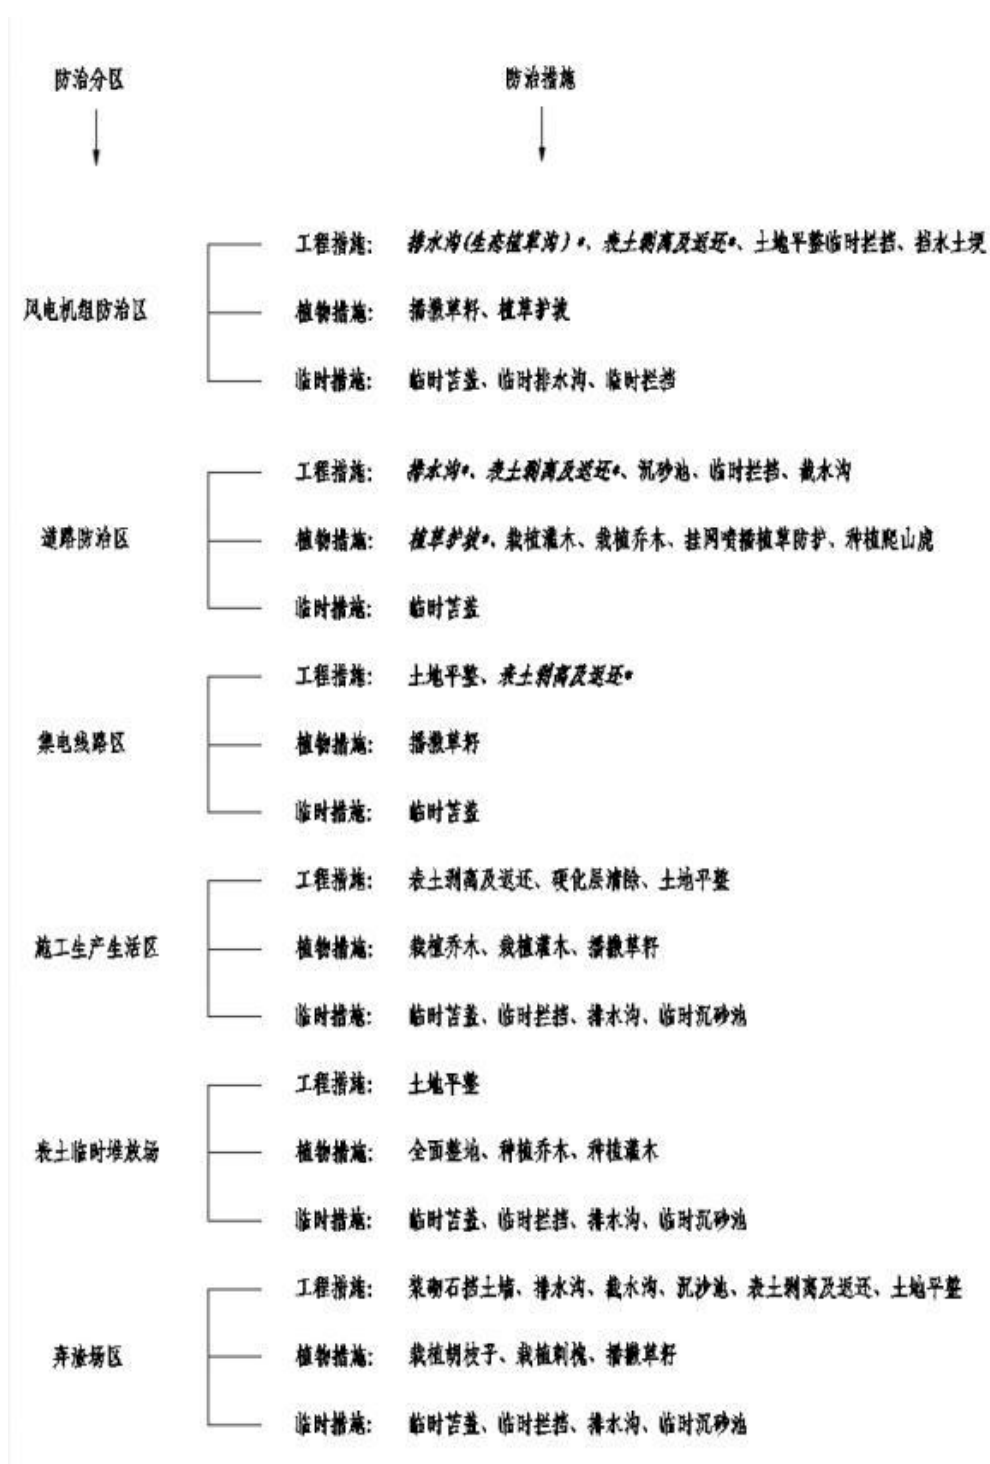 防治分区 防治措施
工程措施: 排水沟(生态植草沟)*、表土剥离及返还*、土地平整临时拦挡、挡水土埂
风电机组防治区 植物措施: 播撒草籽、植草护坡
临时措施: 临时苫盖、临时排水沟、临时拦挡
工程措施: 排水沟*、表土剥离及返还*、沉砂池、临时拦挡、截水沟
道路防治区 植物措施: 植草护坡*、栽植灌木、栽植乔木、挂网喷播植草防护、种植爬山虎
临时措施: 临时苫盖
工程措施: 土地平整、表土剥离及返还*
集电线路区 植物措施: 播撒草籽
临时措施: 临时苫盖
工程措施: 表土剥离及返还、硬化层清除、土地平整
施工生产生活区 植物措施: 栽植乔木、栽植灌木、播撒草籽
临时措施: 临时苫盖、临时拦挡、排水沟、临时沉砂池
工程措施: 土地平整
表土临时堆放场 植物措施: 全面整地、种植乔木、种植灌木
临时措施: 临时苫盖、临时拦挡、排水沟、临时沉砂池
工程措施: 浆砌石挡土墙、排水沟、截水沟、沉沙池、表土剥离及返还、土地平整
弃渣场区 植物措施: 栽植胡枝子、栽植刺槐、播撒草籽
临时措施: 临时苫盖、临时拦挡、排水沟、临时沉砂池